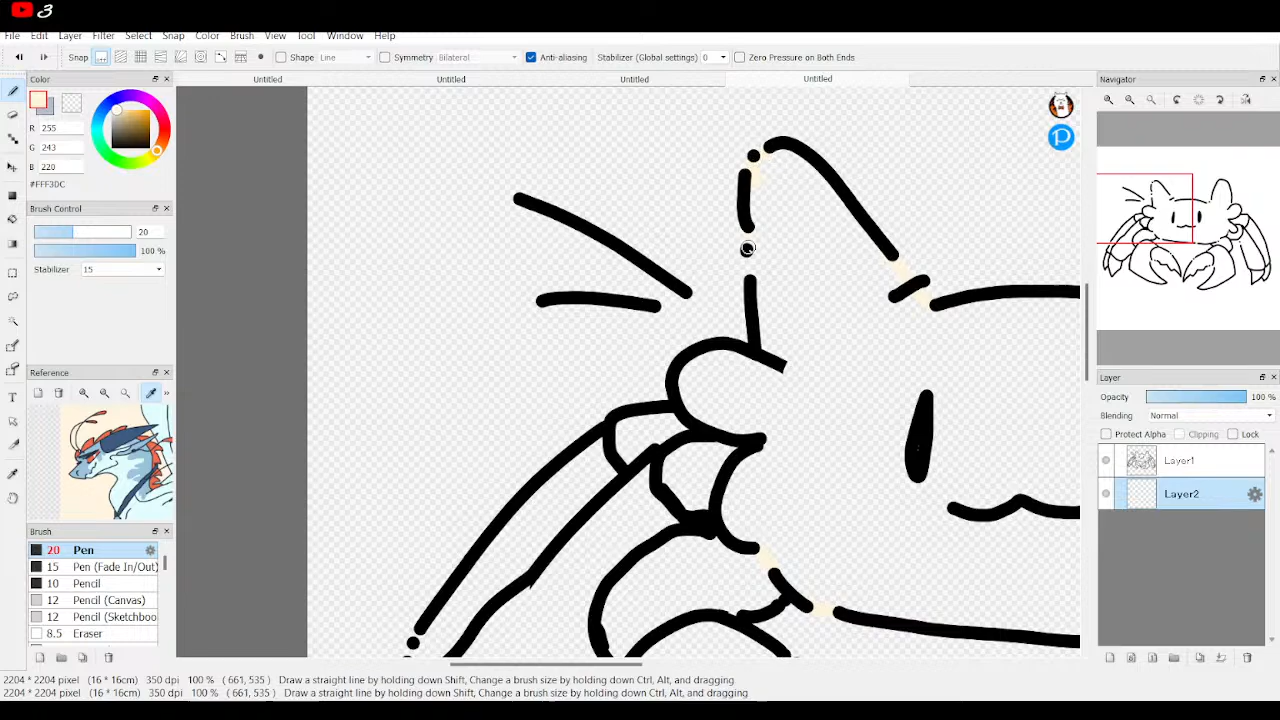 3
File Edit Layer Filter Select Snap Color Brush View Tool Window Help
Snap Shape Line Symmetry Bilateral Anti-aliasing Stabilizer (Global settings) 0 Zero Pressure on Both Ends
Color Untitled Untitled Untitled Untitled Navigator
R 255
G 243
B 220
#FFF3DC
Brush Control
20
100 %
Stabilizer 15
Reference
Brush
20 Pen
15 Pen (Fade In/Out)
10 Pencil
12 Pencil (Canvas)
12 Pencil (Sketchboo
8.5 Eraser
Layer
Opacity 100 %
Blending Normal
Protect Alpha Clipping Lock
Layer1
Layer2
2204 * 2204 pixel (16 * 16cm) 350 dpi 100 % ( 661, 535 ) Draw a straight line by holding down Shift, Change a brush size by holding down Ctrl, Alt, and dragging
2204 * 2204 pixel (16 * 16cm) 350 dpi 100 % ( 661, 535 ) Draw a straight line by holding down Shift, Change a brush size by holding down Ctrl, Alt, and dragging